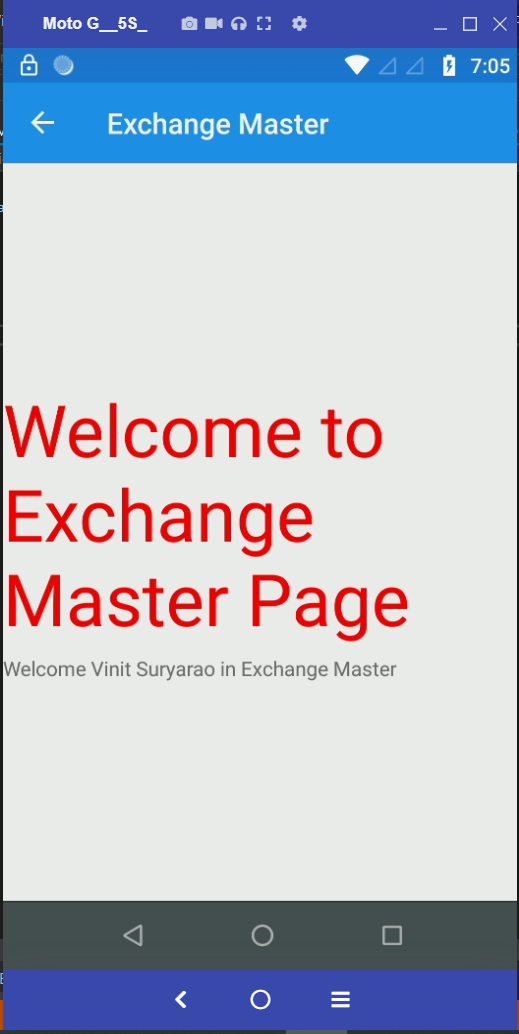 Moto G__5S_
7:05
Exchange Master
Welcome to
Exchange
Master Page
Welcome Vinit Suryarao in Exchange Master